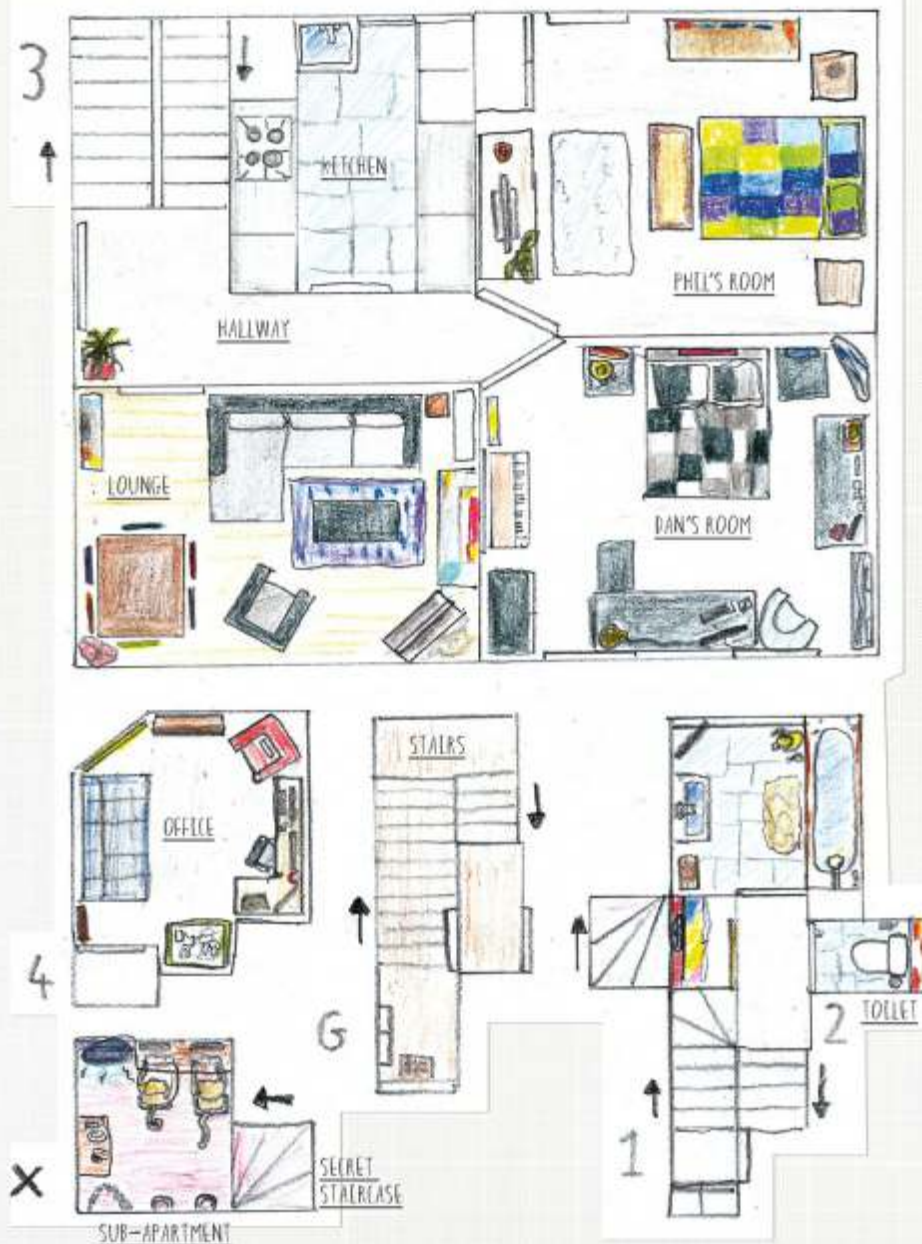 3
KITCHEN
PHIL'S ROOM
HALLWAY
LOUNGE
DAN'S ROOM
STAIRS
OFFICE
4
G
2
TOILET
1
X
SECRET
STAIRCASE
SUB-APARTMENT